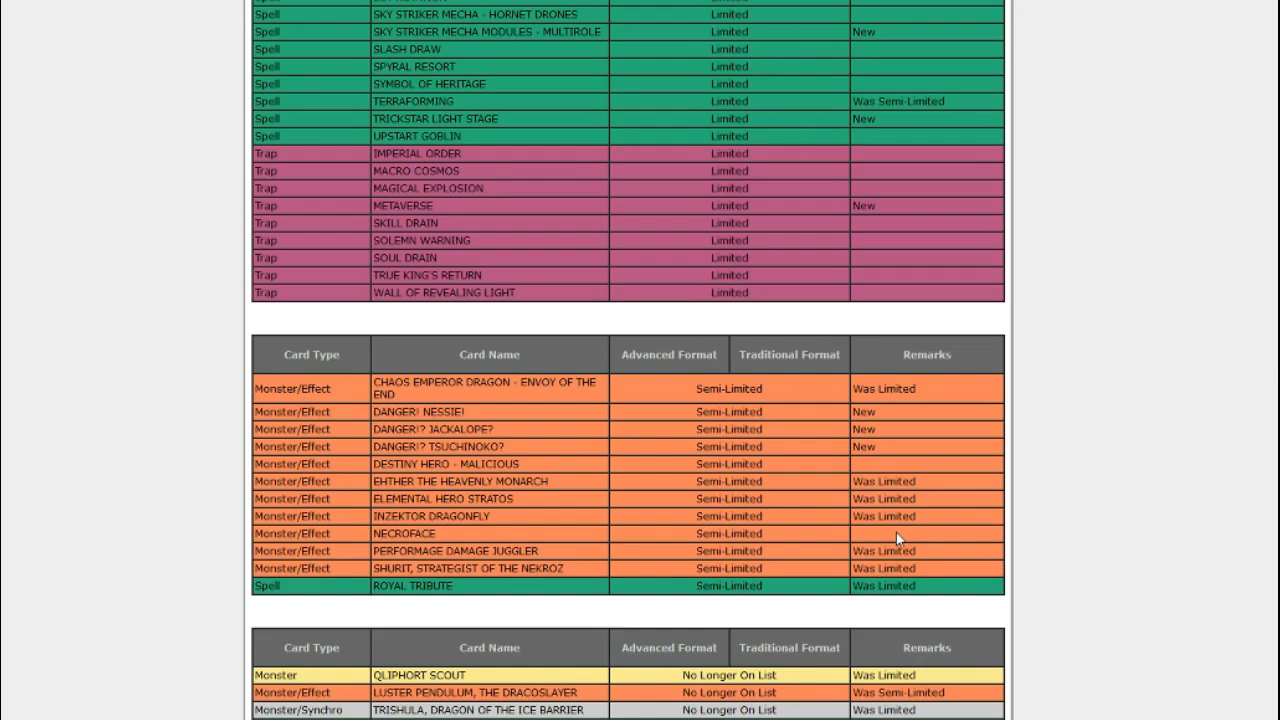 Spell SKY STRIKER MECHA - HORNET DRONES Limited
Spell SKY STRIKER MECHA MODULES - MULTIROLE Limited New
Spell SLASH DRAW Limited
Spell SPYRAL RESORT Limited
Spell SYMBOL OF HERITAGE Limited
Spell TERRAFORMING Limited Was Semi-Limited
Spell TRICKSTAR LIGHT STAGE Limited New
Spell UPSTART GOBLIN Limited
Trap IMPERIAL ORDER Limited
Trap MACRO COSMOS Limited
Trap MAGICAL EXPLOSION Limited
Trap METAVERSE Limited New
Trap SKILL DRAIN Limited
Trap SOLEMN WARNING Limited
Trap SOUL DRAIN Limited
Trap TRUE KING'S RETURN Limited
Trap WALL OF REVEALING LIGHT Limited
Card Type Card Name Advanced Format Traditional Format Remarks
Monster/Effect CHAOS EMPEROR DRAGON - ENVOY OF THE
END Semi-Limited Was Limited
Monster/Effect DANGER! NESSIE! Semi-Limited New
Monster/Effect DANGER!? JACKALOPE? Semi-Limited New
Monster/Effect DANGER!? TSUCHINOKO? Semi-Limited New
Monster/Effect DESTINY HERO - MALICIOUS Semi-Limited
Monster/Effect EHTHER THE HEAVENLY MONARCH Semi-Limited Was Limited
Monster/Effect ELEMENTAL HERO STRATOS Semi-Limited Was Limited
Monster/Effect INZEKTOR DRAGONFLY Semi-Limited Was Limited
Monster/Effect NECROFACE Semi-Limited
Monster/Effect PERFORMAGE DAMAGE JUGGLER Semi-Limited Was Limited
Monster/Effect SHURIT, STRATEGIST OF THE NEKROZ Semi-Limited Was Limited
Spell ROYAL TRIBUTE Semi-Limited Was Limited
Card Type Card Name Advanced Format Traditional Format Remarks
Monster QLIPHORT SCOUT No Longer On List Was Limited
Monster/Effect LUSTER PENDULUM, THE DRACOSLAYER No Longer On List Was Semi-Limited
Monster/Synchro TRISHULA, DRAGON OF THE ICE BARRIER No Longer On List Was Limited